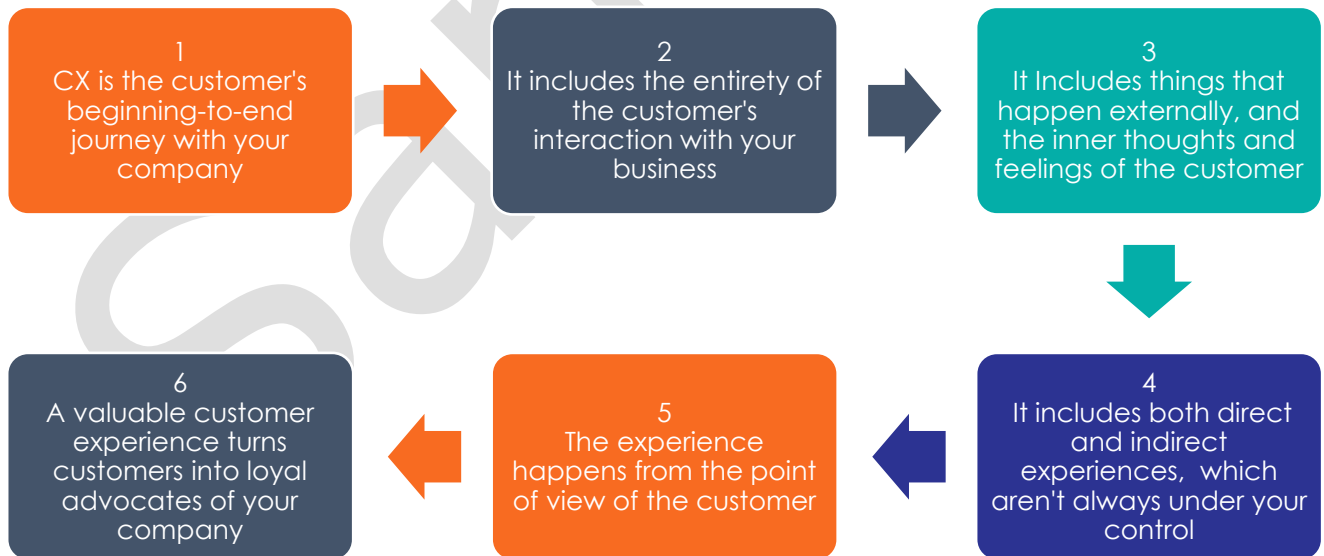 1
CX is the customer's
beginning-to-end
journey with your
company
2
It includes the entirety of
the customer's
interaction with your
business
3
It Includes things that
happen externally, and
the inner thoughts and
feelings of the customer
4
It includes both direct
and indirect
experiences, which
aren't always under your
control
5
The experience
happens from the point
of view of the customer
6
A valuable customer
experience turns
customers into loyal
advocates of your
company